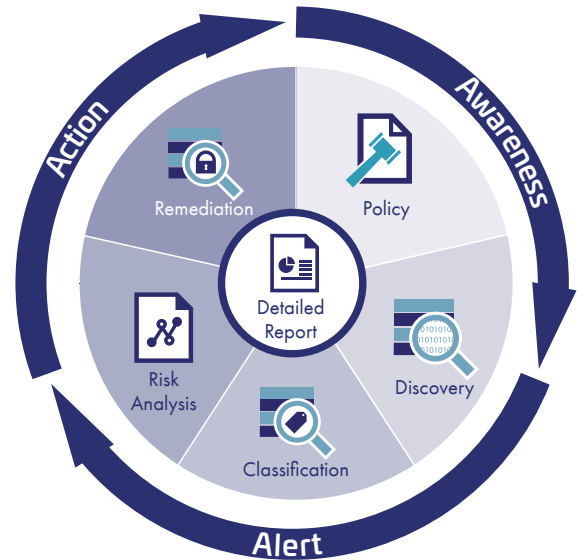 Awareness
Action
Remediation
Policy
Detailed
Report
Discovery
Risk
Analysis
Classification
Alert